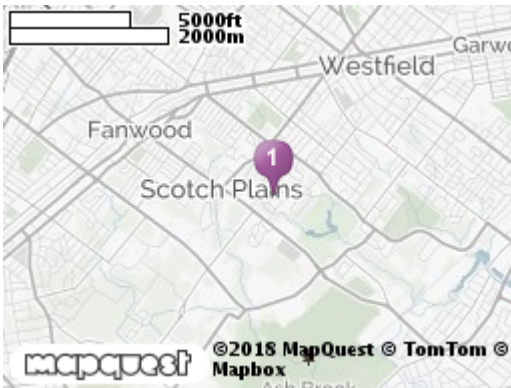 5000ft
2000m
Garwo
Westfield
Fanwood
1
Scotch Plains
mapquest
©2018 MapQuest © TomTom ©
Mapbox
Ash Brook